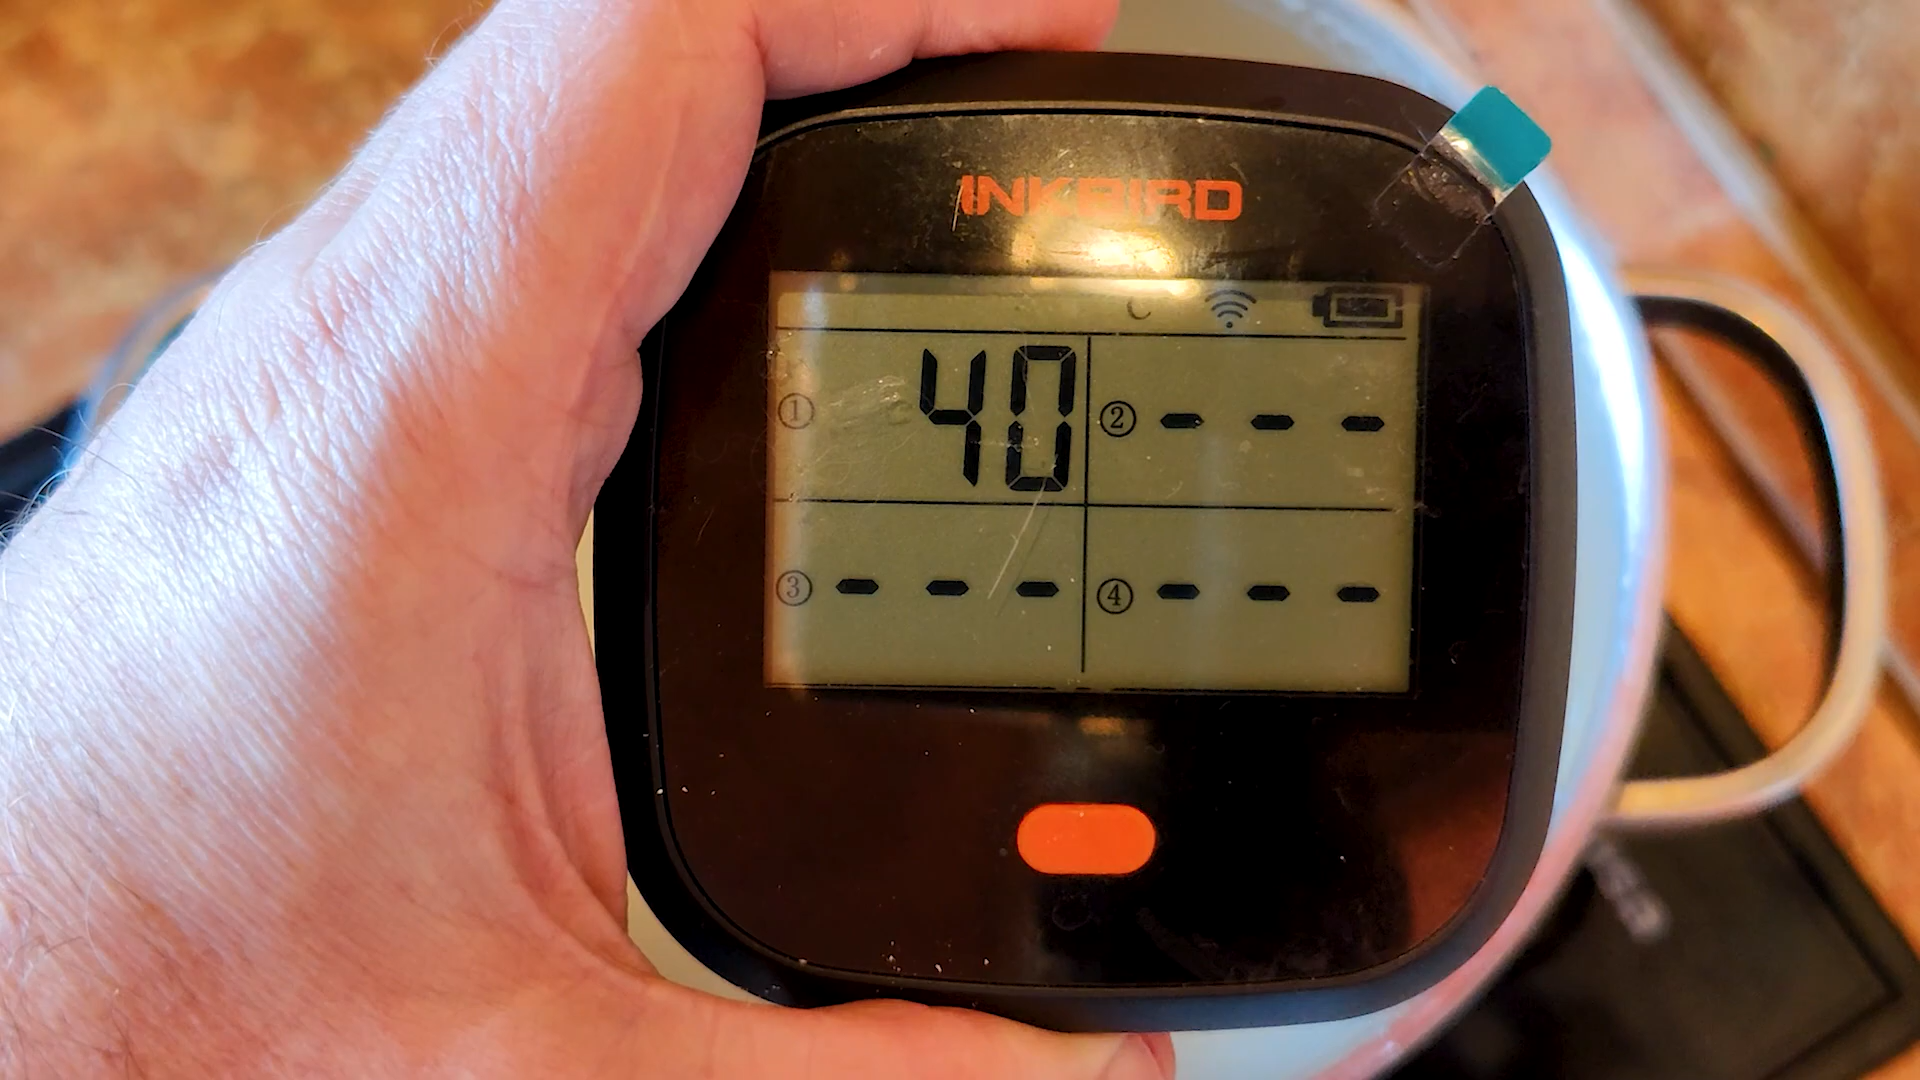 INKBIRD
C
① 40 ② - - -
③ - - - ④ - - -